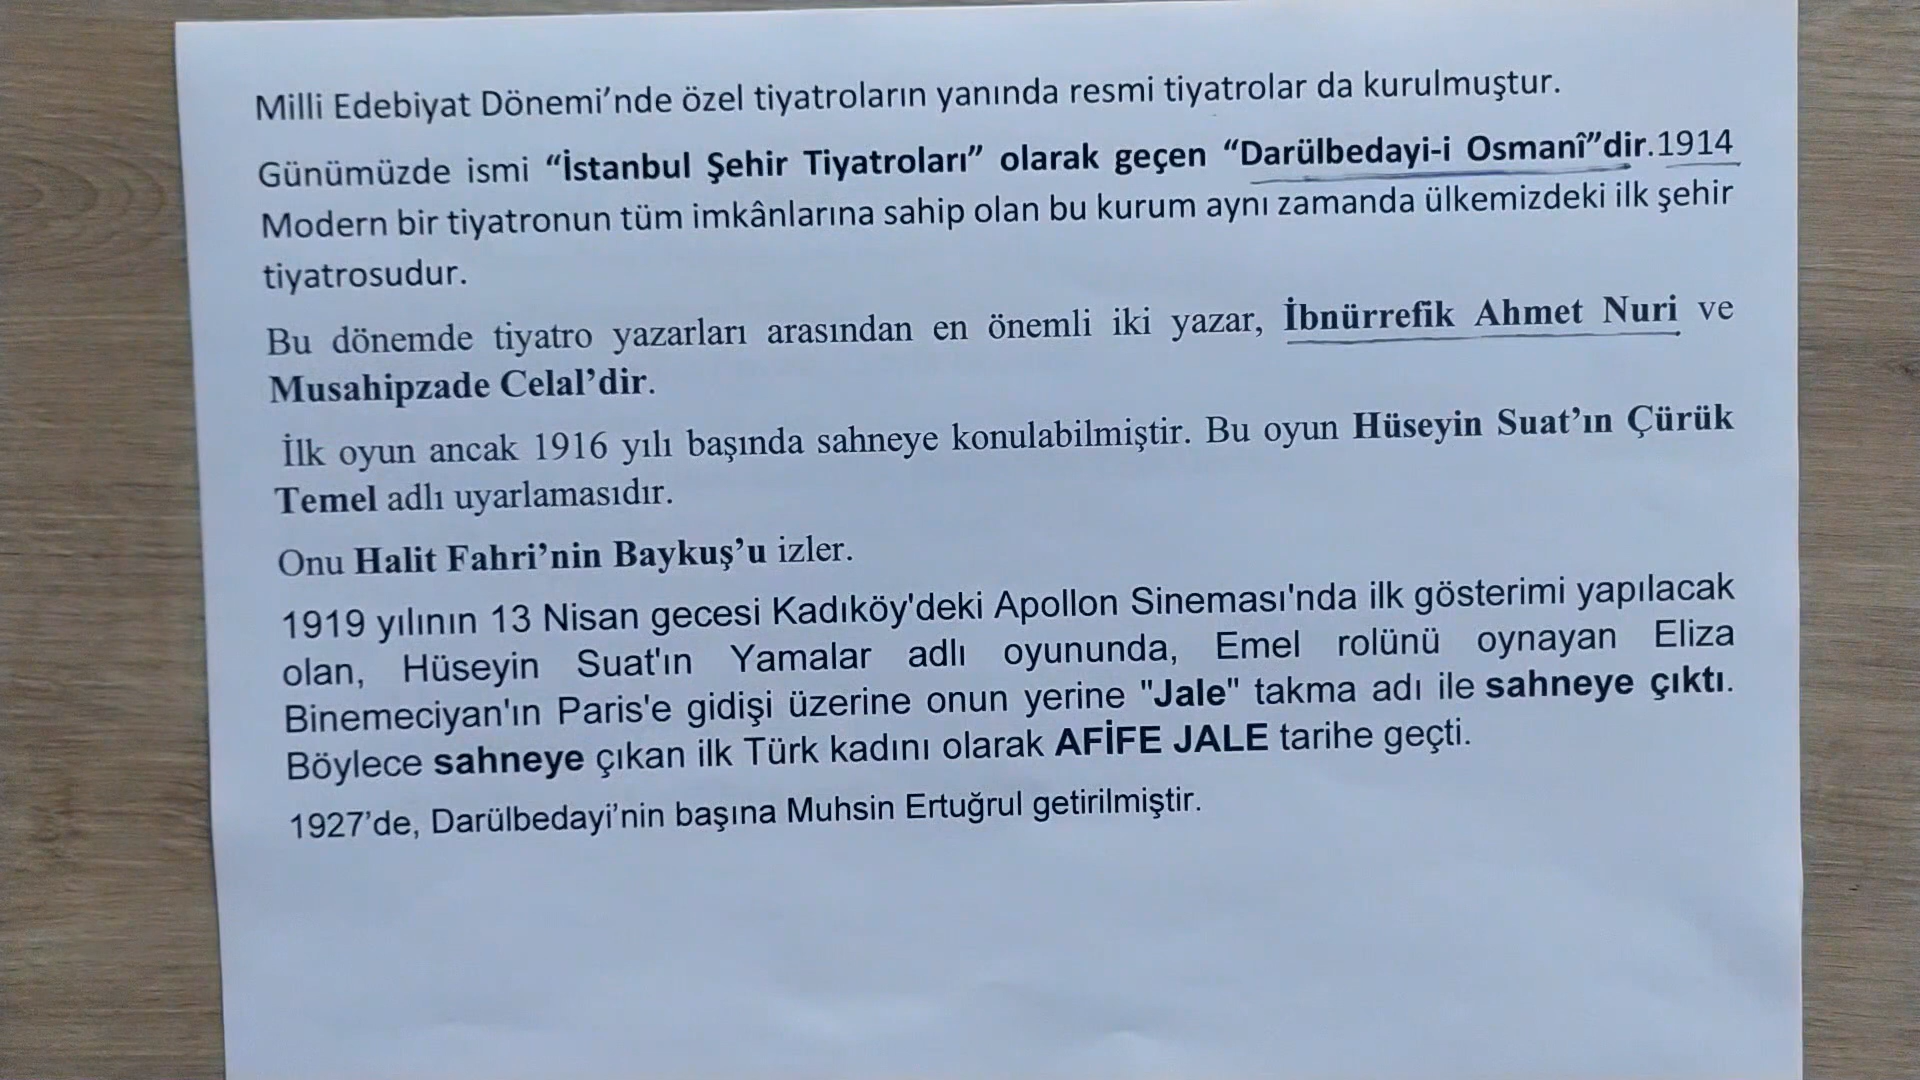 Milli Edebiyat Dönemi’nde özel tiyatroların yanında resmi tiyatrolar da kurulmuştur.
Günümüzde ismi “İstanbul Şehir Tiyatroları” olarak geçen “Darülbedayi-i Osmanî”dir.1914
Modern bir tiyatronun tüm imkânlarına sahip olan bu kurum aynı zamanda ülkemizdeki ilk şehir
tiyatrosudur.
Bu dönemde tiyatro yazarları arasından en önemli iki yazar, İbnürrefik Ahmet Nuri ve
Musahipzade Celal’dir.
İlk oyun ancak 1916 yılı başında sahneye konulabilmiştir. Bu oyun Hüseyin Suat’ın Çürük
Temel adlı uyarlamasıdır.
Onu Halit Fahri’nin Baykuş’u izler.
1919 yılının 13 Nisan gecesi Kadıköy'deki Apollon Sineması'nda ilk gösterimi yapılacak
olan, Hüseyin Suat'ın Yamalar adlı oyununda, Emel rolünü oynayan Eliza
Binemeciyan'ın Paris'e gidişi üzerine onun yerine "Jale" takma adı ile sahneye çıktı.
Böylece sahneye çıkan ilk Türk kadını olarak AFİFE JALE tarihe geçti.
1927’de, Darülbedayi’nin başına Muhsin Ertuğrul getirilmiştir.